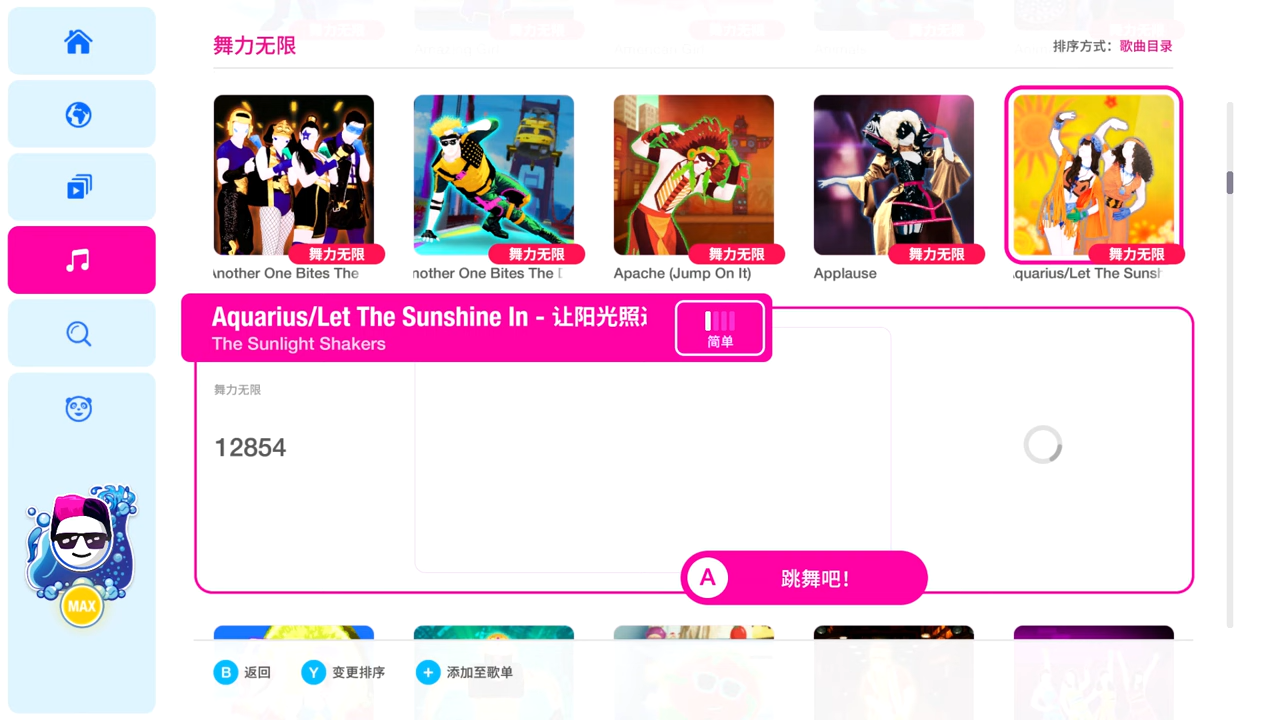 舞力无限
排序方式：歌曲目录
舞力无限
舞力无限
舞力无限
舞力无限
舞力无限
Another One Bites The
nother One Bites The D
Apache (Jump On It)
Applause
quarius/Let The Sunsh
Aquarius/Let The Sunshine In - 让阳光照
The Sunlight Shakers
简单
舞力无限
12854
A 跳舞吧！
MAX
B 返回
Y 变更排序
+ 添加至歌单